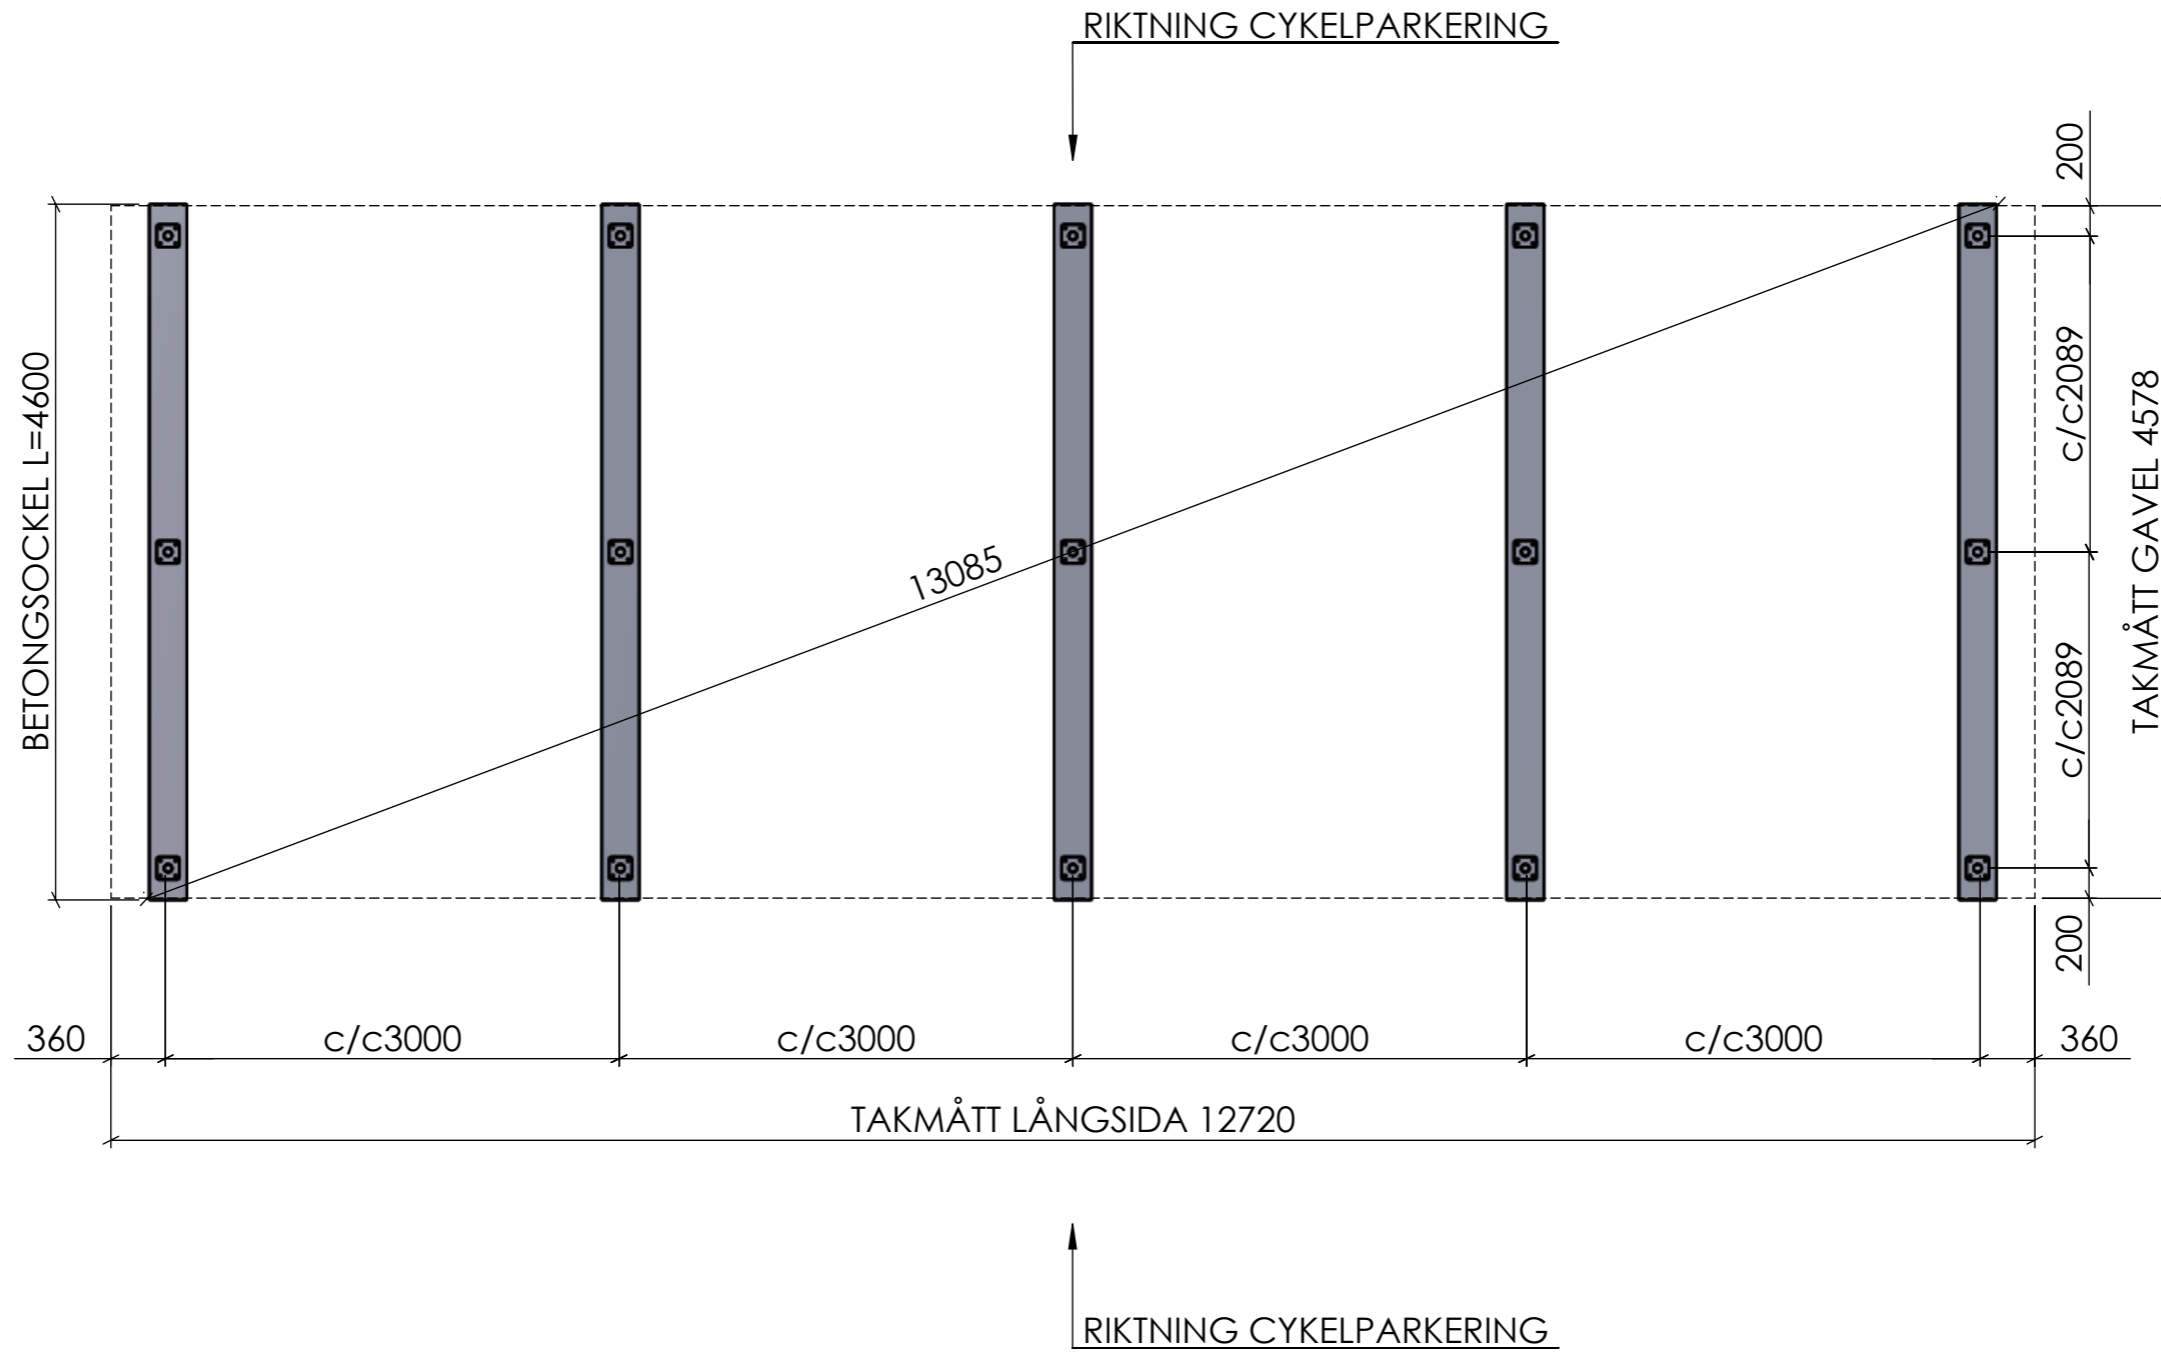 RIKTNING CYKELPARKERING
200
c/c2089
TAKMÅTT GAVEL 4578
BETONGSOCKEL L=4600
13085
c/c2089
200
360
c/c3000
c/c3000
c/c3000
c/c3000
360
TAKMÅTT LÅNGSIDA 12720
RIKTNING CYKELPARKERING